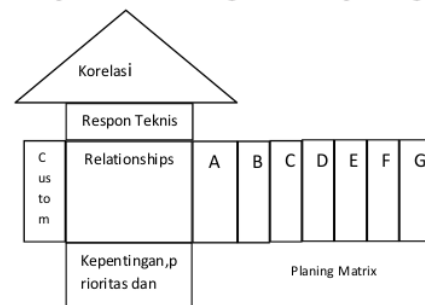 Korelasi
Respon Teknis
C
us
to
m
Relationships
A
B
C
D
E
F
G
Kepentingan,p
rioritas dan
Planing Matrix